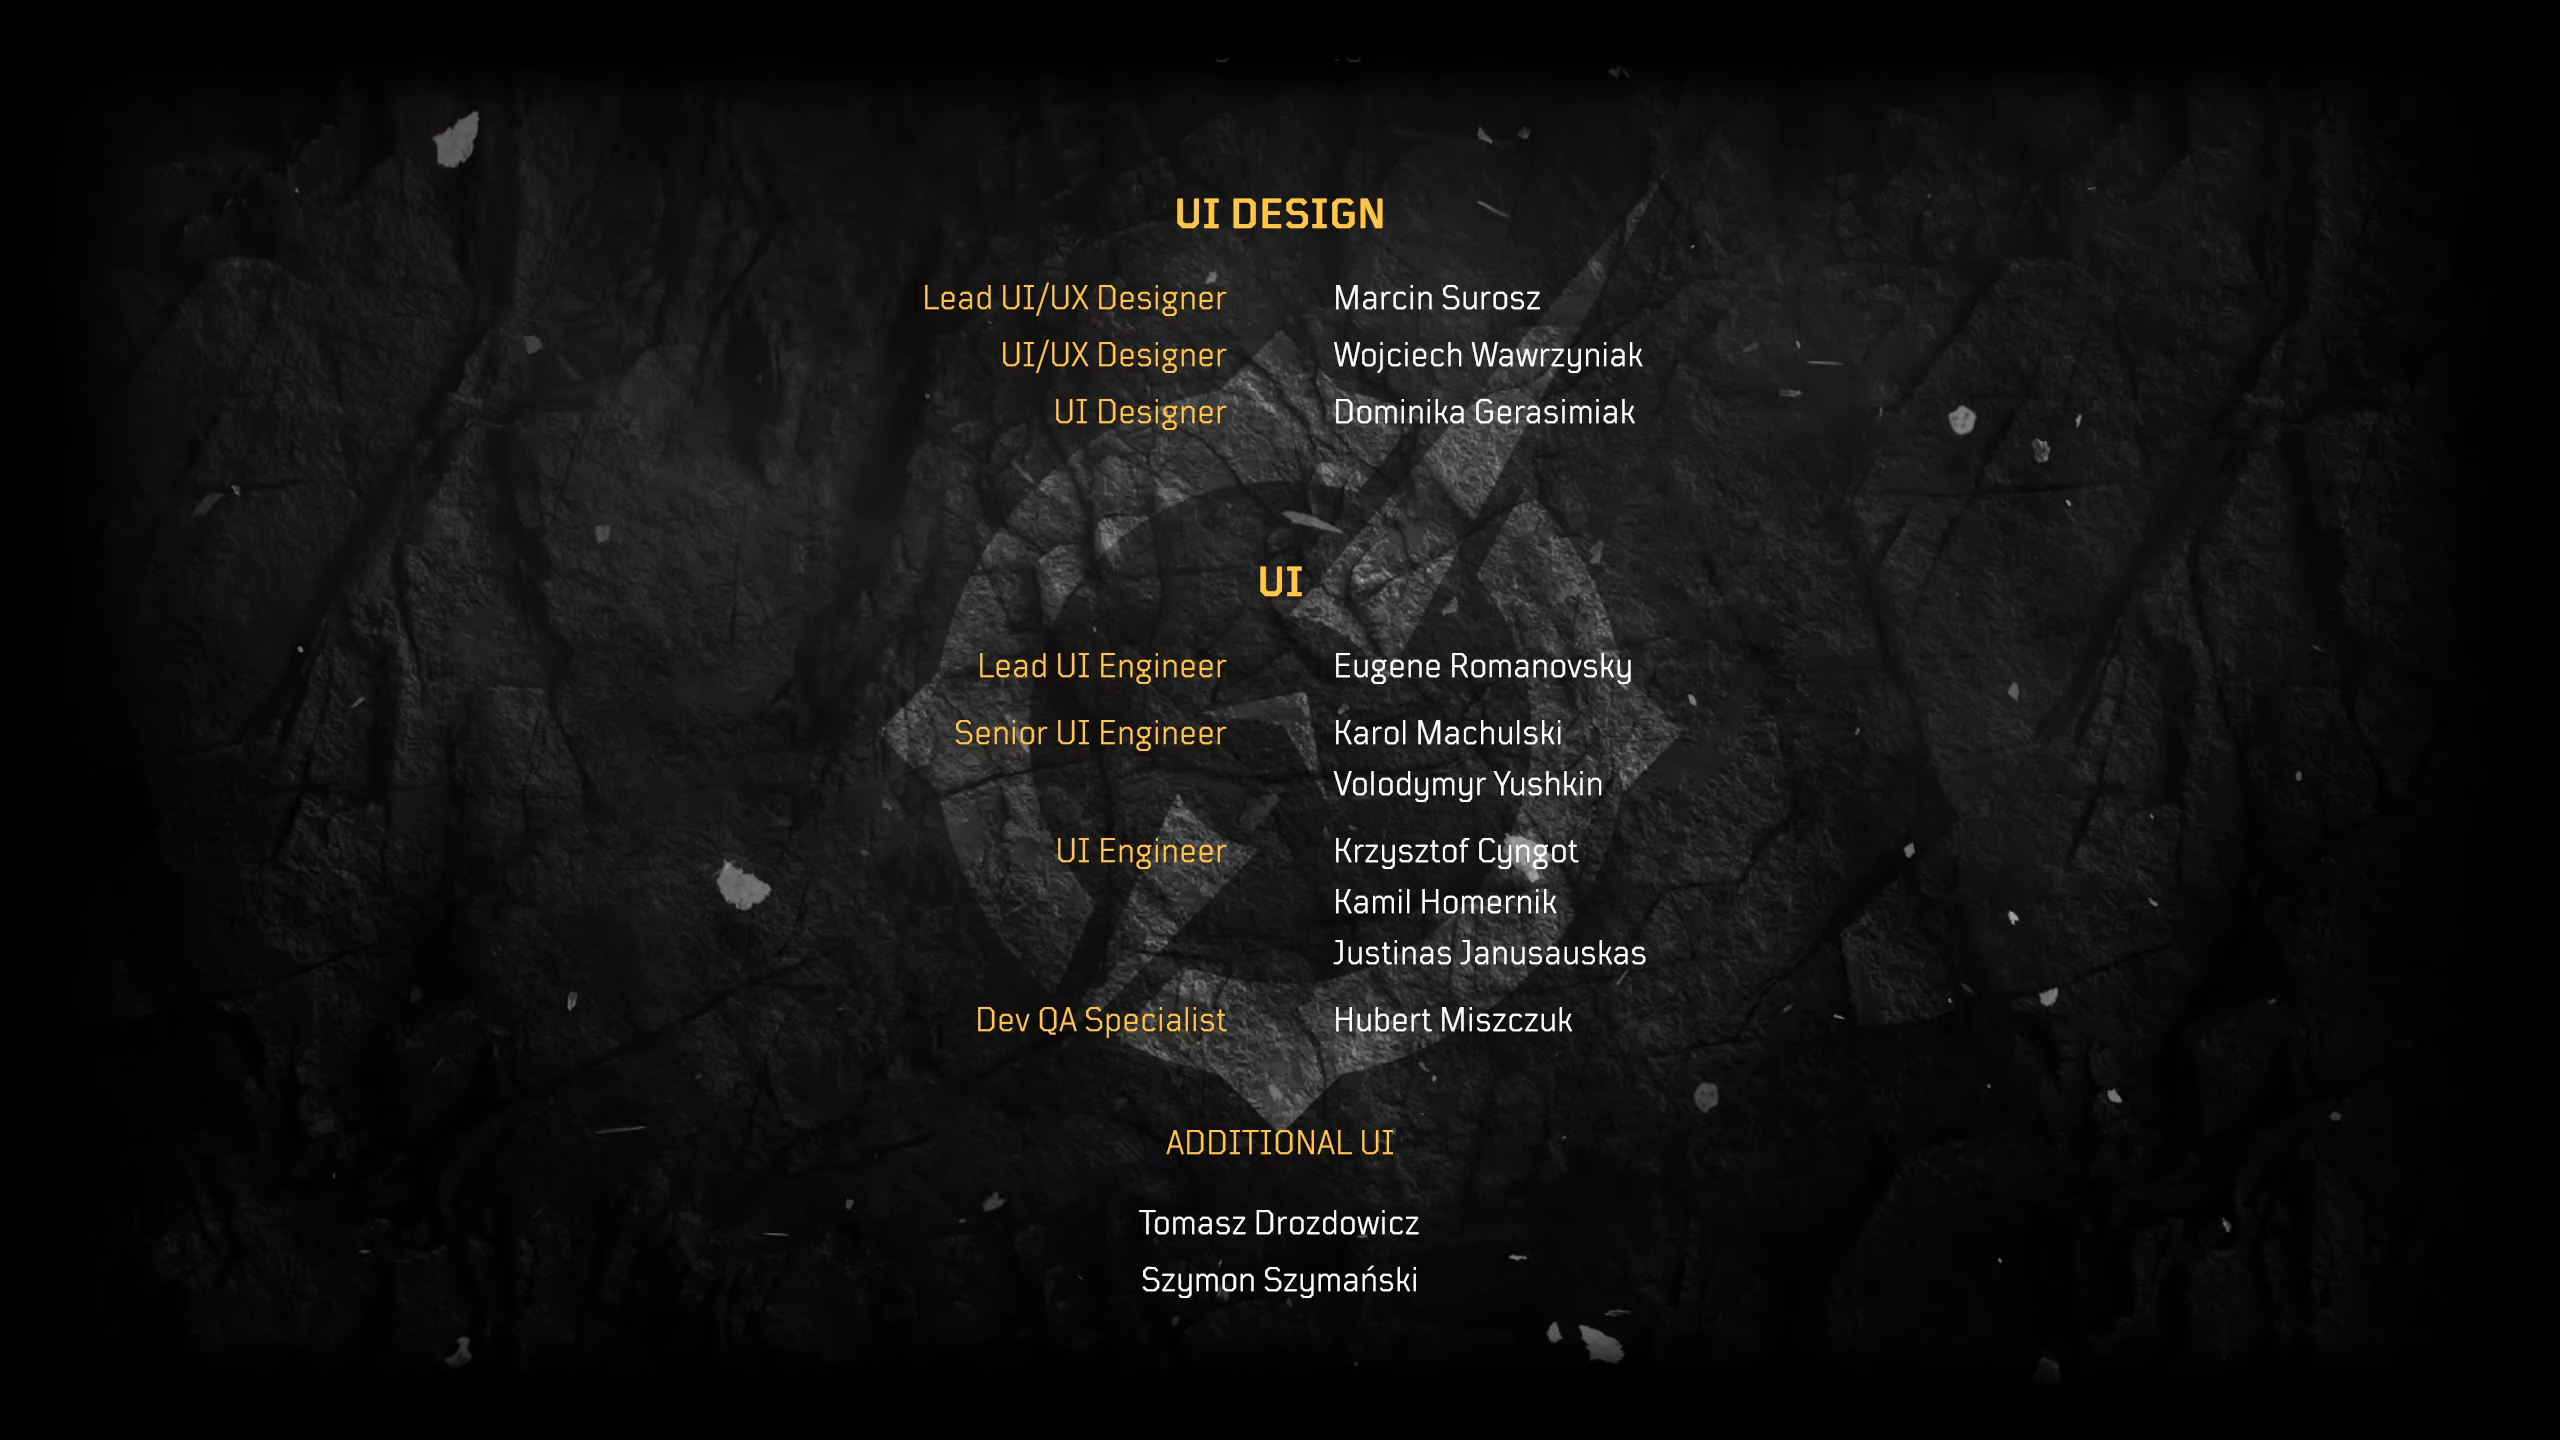 UI DESIGN
Lead UI/UX Designer Marcin Surosz
UI/UX Designer Wojciech Wawrzyniak
UI Designer Dominika Gerasimiak
UI
Lead UI Engineer Eugene Romanovsky
Senior UI Engineer Karol Machulski
Volodymyr Yushkin
UI Engineer Krzysztof Cyngot
Kamil Homernik
Justinas Janusauskas
Dev QA Specialist Hubert Miszczuk
ADDITIONAL UI
Tomasz Drozdowicz
Szymon Szymański